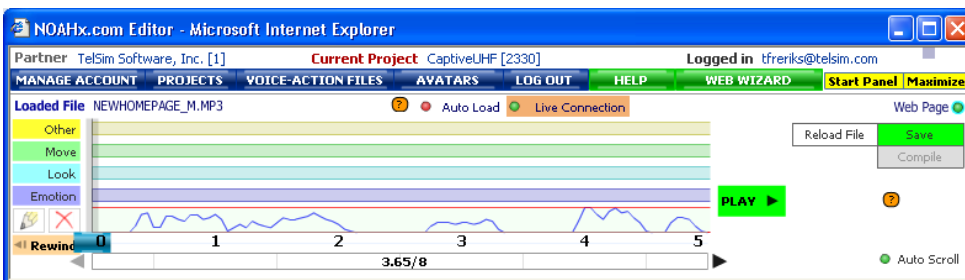 NOAHx.com Editor - Microsoft Internet Explorer
Partner TelSim Software, Inc. [1] Current Project CaptiveUHF [2330] Logged in tfreriks@telsim.com
MANAGE ACCOUNT PROJECTS VOICE-ACTION FILES AVATARS LOG OUT HELP WEB WIZARD Start Panel Maximize
Loaded File NEWHOMEPAGE_M.MP3 ? Auto Load Live Connection Web Page
Other Reload File Save
Move Compile
Look
Emotion PLAY ?
Rewind 0 1 2 3 4 5
3.65/8 Auto Scroll